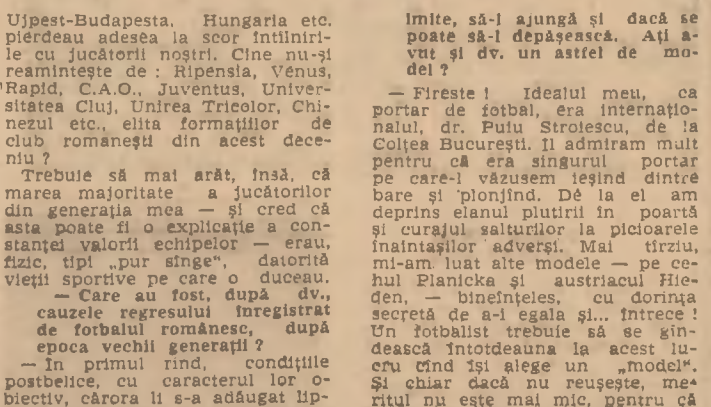 Ujpest-Budapesta, Hungaria etc.
pierdeau adesea la scor întîlniri-
le cu jucătorii noștri. Cine nu-și
reamintește de : Ripensia, Venus,
Rapid, C.A.O., Juventus, Univer-
sitatea Cluj, Unirea Tricolor, Chi-
nezul etc., elita formațiilor de
club romanești din acest dece-
niu ?
Trebuie să mai arăt, însă, că
marea majoritate a jucătorilor
din generația mea — și cred că
asta poate fi o explicație a con-
stanței valorii echipelor — erau,
fizic, tipi „pur sînge“, datorită
vieții sportive pe care o duceau.
— Care au fost, după dv.,
cauzele regresului înregistrat
de fotbalul românesc, după
epoca vechii generații ?
— În primul rînd, condițiile
postbelice, cu caracterul lor o-
biectiv, cărora li s-a adăugat lip-
imite, să-l ajungă și dacă se
poate să-l depășească. Ați a-
vut și dv. un astfel de mo-
del ?
— Firește ! Idealul meu, ca
portar de fotbal, era internațio-
nalul, dr. Puiu Stroiescu, de la
Colțea București. Îl admiram mult
pentru că era singurul portar
pe care-l văzusem ieșind dintre
bare și plonjînd. De la el am
deprins elanul plutirii în poartă
și curajul salturilor la picioarele
înaintașilor adverși. Mai tîrziu,
mi-am luat alte modele — pe ce-
hul Planicka și austriacul Hie-
den, — bineînțeles, cu dorința
secretă de a-i egala și... întrece !
Un fotbalist trebuie să se gîn-
dească întotdeauna la acest lu-
cru cînd își alege un „model“.
Și chiar dacă nu reușește, me-
ritul nu este mai mic, pentru că